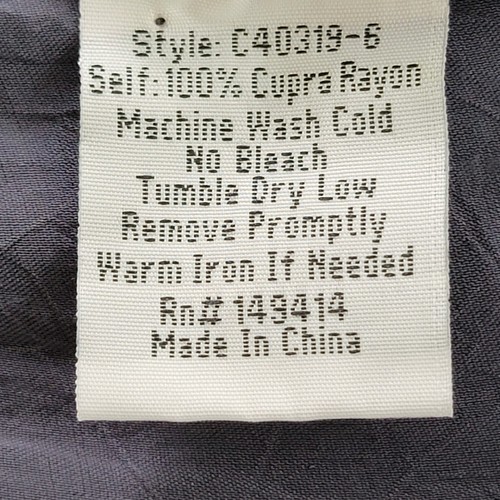 Style: C40319-6
Self:100% Cupra Rayon
Machine Wash Cold
No Bleach
Tumble Dry Low
Remove Promptly
Warm Iron If Needed
Rn# 149414
Made In China